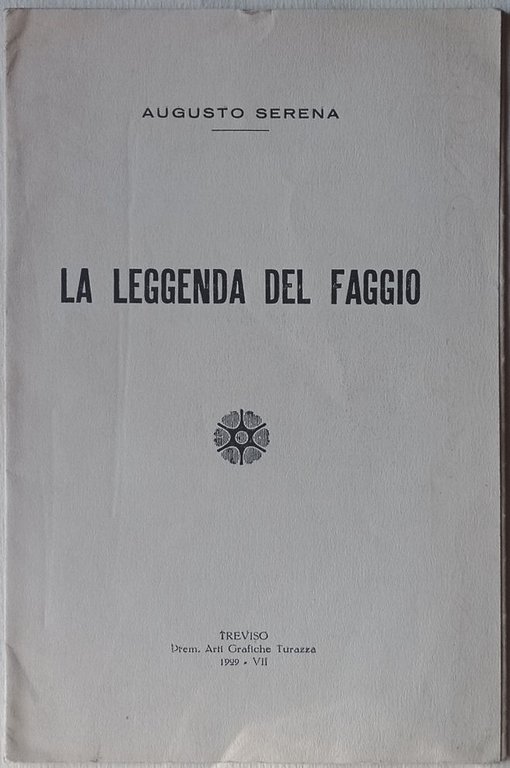 AUGUSTO SERENA
LA LEGGENDA DEL FAGGIO
TREVISO
Prem. Arti Grafiche Turazza
1929 - VII